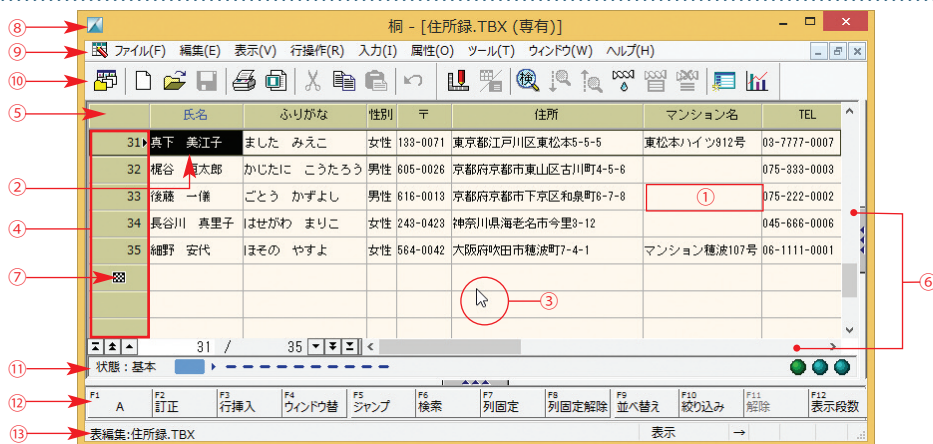 ⑧ 桐 - [住所録.TBX (専有)]
⑨ ファイル(F) 編集(E) 表示(V) 行操作(R) 入力(I) 属性(O) ツール(T) ウィンドウ(W) ヘルプ(H)
⑩ 検
⑤ 氏名 ふりがな 性別 〒 住所 マンション名 TEL
31 真下 美江子 ました みえこ 女性 133-0071 東京都江戸川区東松本5-5-5 東松本ハイツ912号 03-7777-0007
② 32 梶谷 太郎 かじたに こうたろう 男性 605-0026 京都府京都市東山区古川町4-5-6 075-333-0003
33 後藤 一儀 ごとう かずよし 男性 616-0013 京都府京都市下京区和泉町6-7-8 ① 075-222-0002
④ 34 長谷川 真里子 はせがわ まりこ 女性 243-0423 神奈川県海老名市今里3-12 045-666-0006
35 細野 安代 ほその やすよ 女性 564-0042 大阪府吹田市穂波町7-4-1 マンション穂波107号 06-1111-0001
⑦ ⑥
③
31 / 35
⑪ 状態：基本
⑫ F1 A F2 訂正 F3 行挿入 F4 ウィンドウ替 F5 ジャンプ F6 検索 F7 列固定 F8 列固定解除 F9 並べ替え F10 絞り込み F11 解除 F12 表示段数
⑬ 表編集:住所録.TBX 表示 →